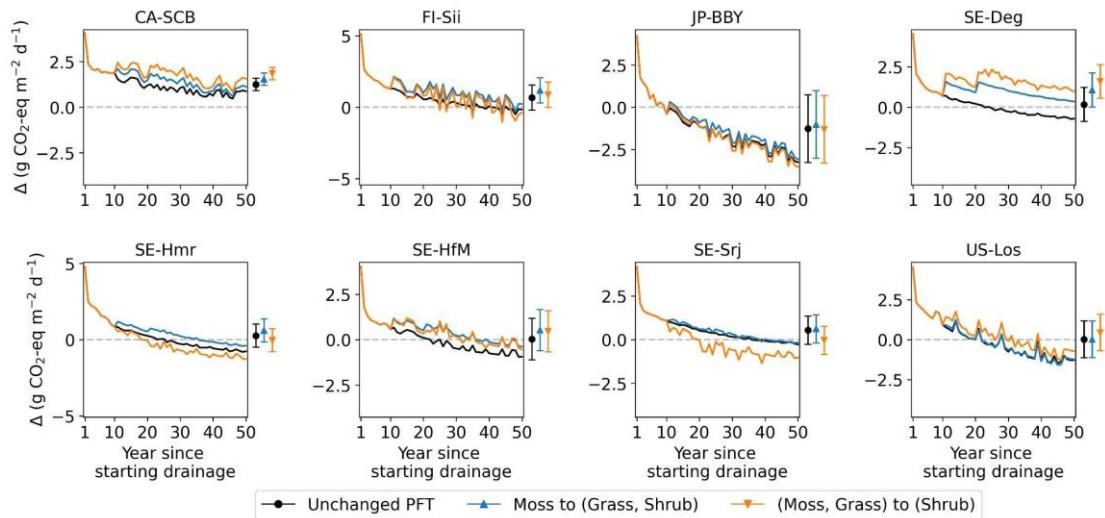 CA-SCB
FI-Sii
JP-BBY
SE-Deg
Δ (g CO₂-eq m⁻² d⁻¹)
2.5
0.0
−2.5
1 10 20 30 40 50
5
0
−5
1 10 20 30 40 50
2.5
0.0
−2.5
1 10 20 30 40 50
2.5
0.0
−2.5
1 10 20 30 40 50
SE-Hmr
SE-HfM
SE-Srj
US-Los
Δ (g CO₂-eq m⁻² d⁻¹)
5
0
−5
1 10 20 30 40 50
Year since
starting drainage
2.5
0.0
−2.5
1 10 20 30 40 50
Year since
starting drainage
2.5
0.0
−2.5
1 10 20 30 40 50
Year since
starting drainage
2.5
0.0
−2.5
1 10 20 30 40 50
Year since
starting drainage
Unchanged PFT
Moss to (Grass, Shrub)
(Moss, Grass) to (Shrub)